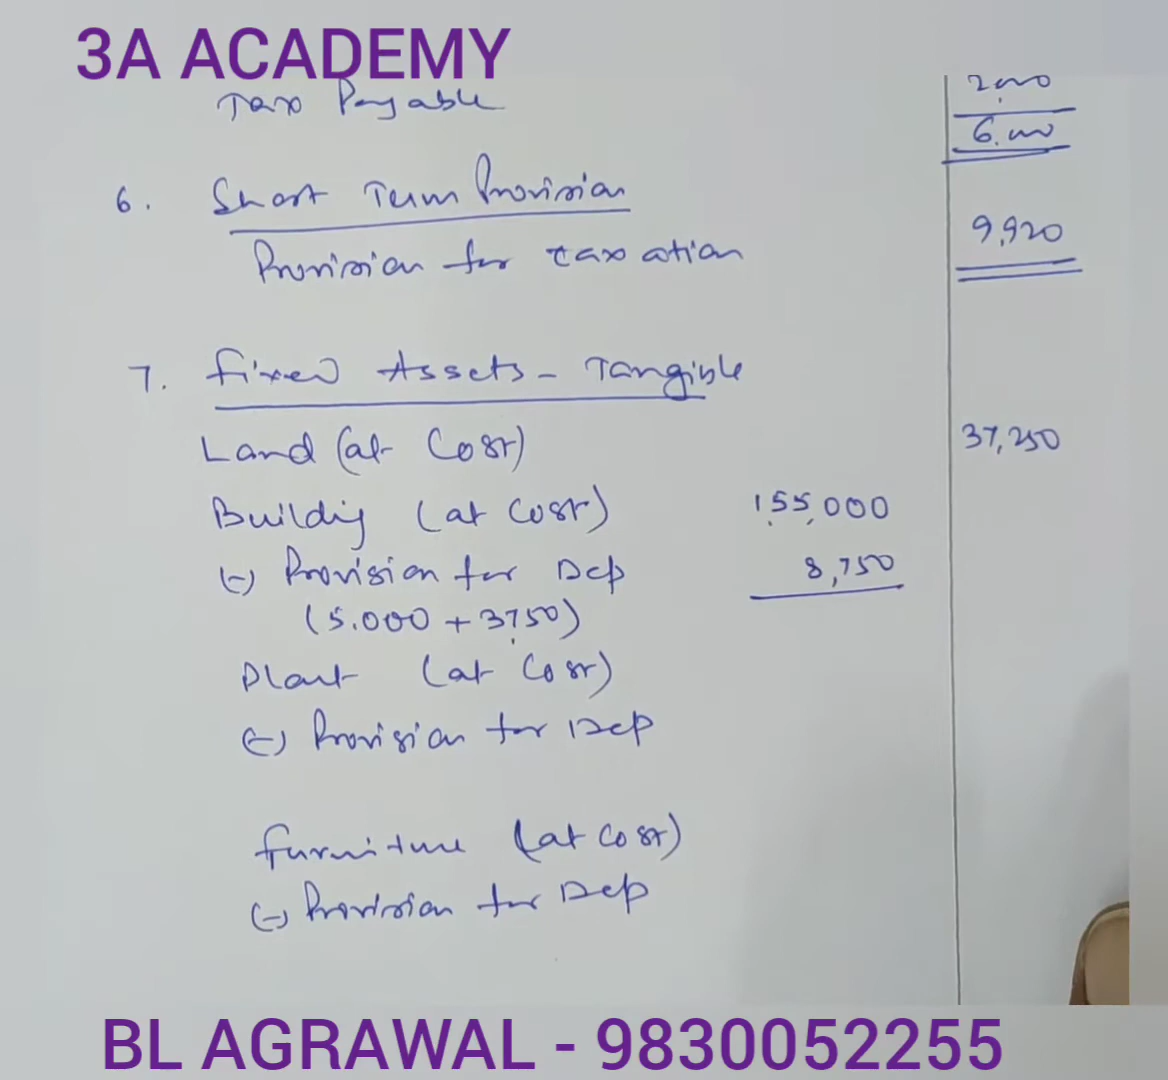 3A ACADEMY
Tax Payable 2,000
6,000
6. Short Term Provision
Provision for taxation 9,920
7. Fixed Assets - Tangible
Land (at Cost) 37,250
Building (at Cost) 155,000
(-) Provision for Dep 8,750
(5.000 + 3750)
Plant (at Cost)
(-) Provision for Dep
Furniture (at Cost)
(-) Provision for Dep
BL AGRAWAL - 9830052255